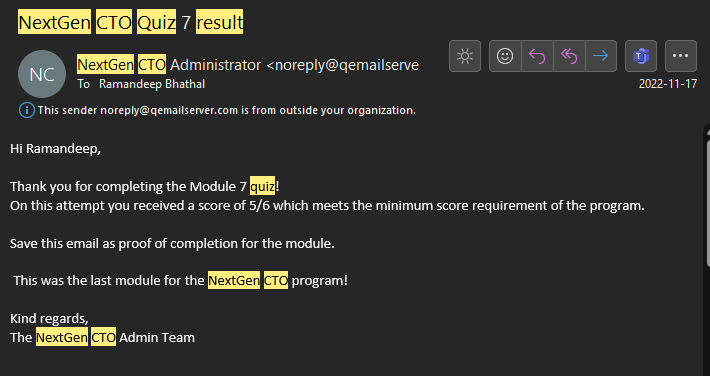 NextGen CTO Quiz 7 result
NC
NextGen CTO Administrator <noreply@qemailserve
To Ramandeep Bhathal
2022-11-17
This sender noreply@qemailserver.com is from outside your organization.
Hi Ramandeep,
Thank you for completing the Module 7 quiz!
On this attempt you received a score of 5/6 which meets the minimum score requirement of the program.
Save this email as proof of completion for the module.
This was the last module for the NextGen CTO program!
Kind regards,
The NextGen CTO Admin Team